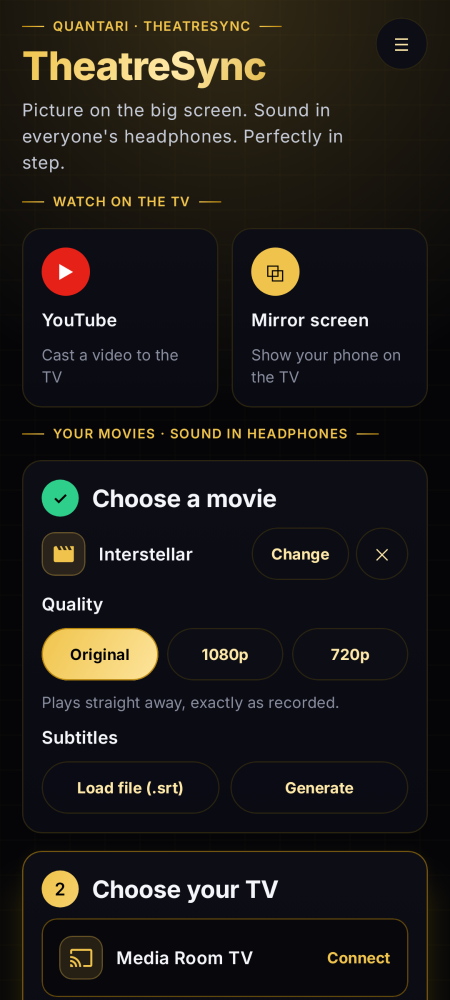 QUANTARI · THEATRESYNC
TheatreSync
Picture on the big screen. Sound in
everyone's headphones. Perfectly in
step.
WATCH ON THE TV
YouTube
Cast a video to the
TV
Mirror screen
Show your phone on
the TV
YOUR MOVIES · SOUND IN HEADPHONES
Choose a movie
Interstellar
Change
Quality
Original
1080p
720p
Plays straight away, exactly as recorded.
Subtitles
Load file (.srt)
Generate
2
Choose your TV
Media Room TV
Connect